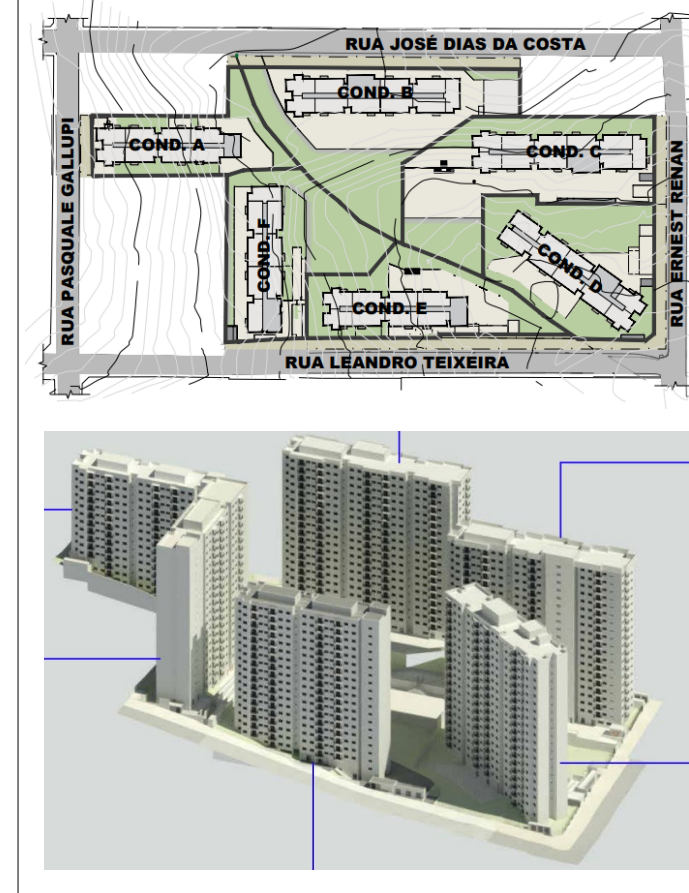 RUA JOSÉ DIAS DA COSTA
COND. B
COND. A
COND. C
RUA PASQUALE GALLUPI
COND. F
COND. D
RUA ERNEST RENAN
COND. E
RUA LEANDRO TEIXEIRA